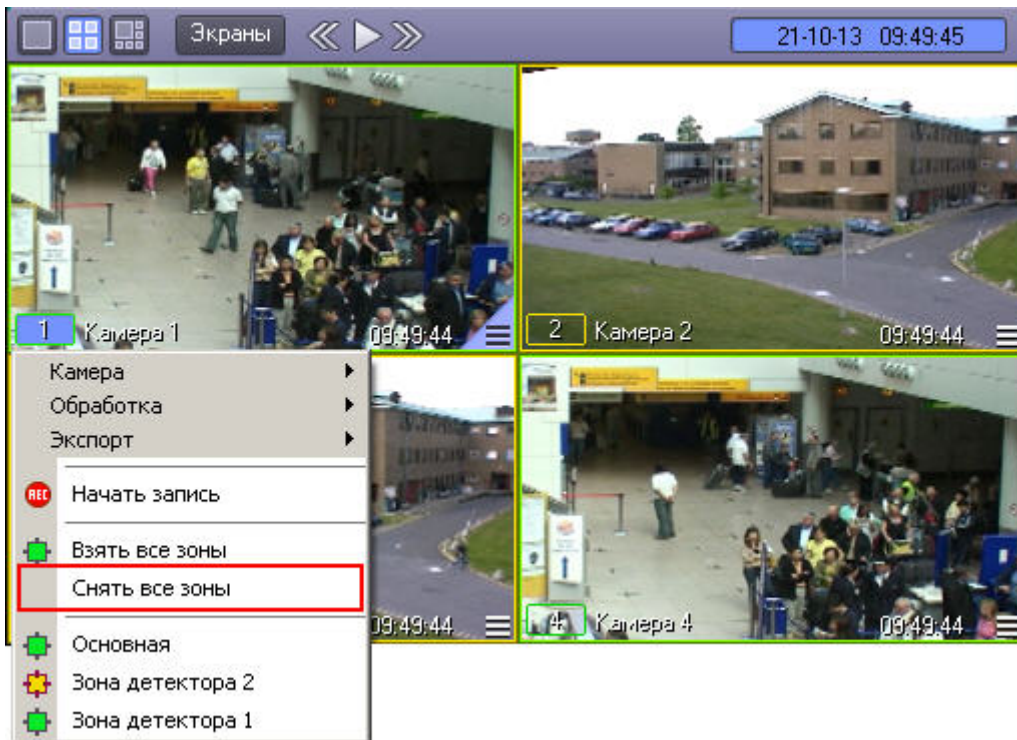 Экраны
21-10-13 09:49:45
1 Камера 1 09:49:44
2 Камера 2 09:49:44
Камера
Обработка
Экспорт
REC Начать запись
Взять все зоны
Снять все зоны
09:49:44
4 Камера 4 09:49:44
Основная
Зона детектора 2
Зона детектора 1